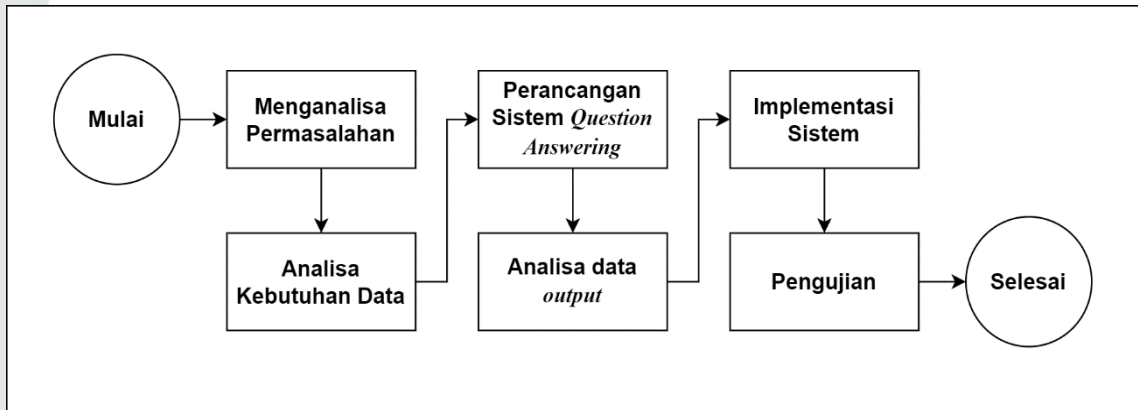 Mulai
Menganalisa
Permasalahan
Analisa
Kebutuhan Data
Perancangan
Sistem Question
Answering
Analisa data
output
Implementasi
Sistem
Pengujian
Selesai